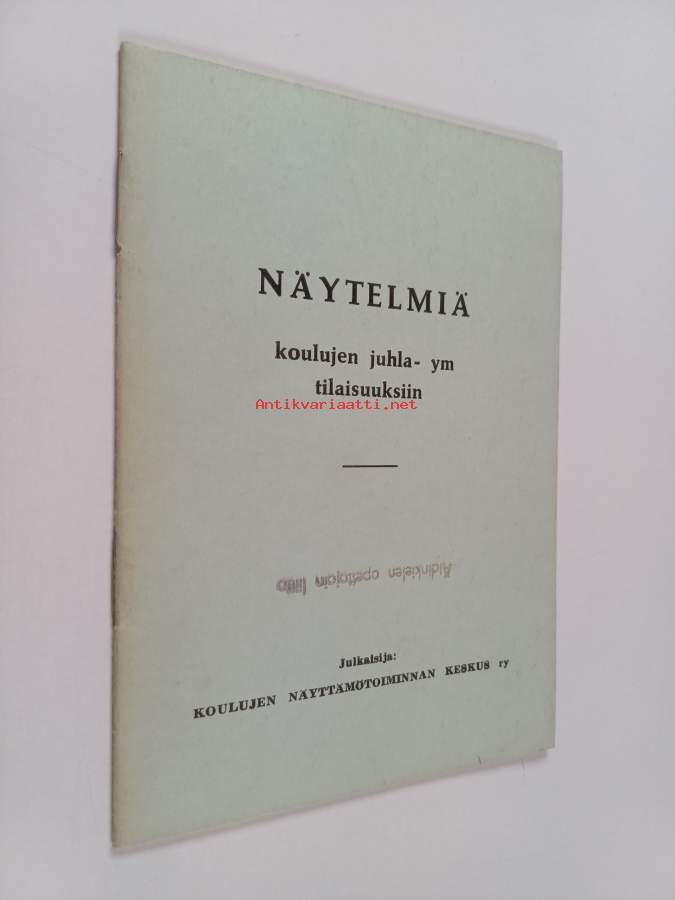 NÄYTELMIÄ
koulujen juhla- ym
tilaisuuksiin
Antikvariaatti.net
Äidinkielen opettajain liitto
Julkaisija:
KOULUJEN NÄYTTÄMÖTOIMINNAN KESKUS ry